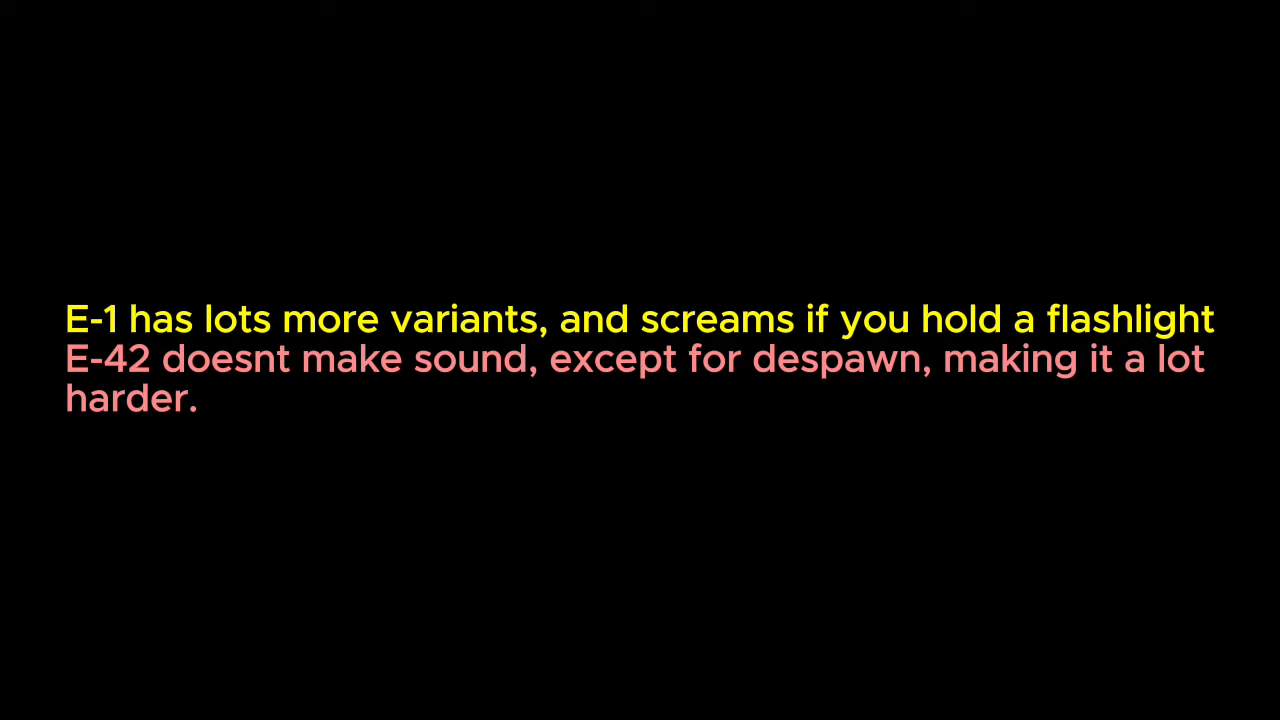 E-1 has lots more variants, and screams if you hold a flashlight
E-42 doesnt make sound, except for despawn, making it a lot
harder.